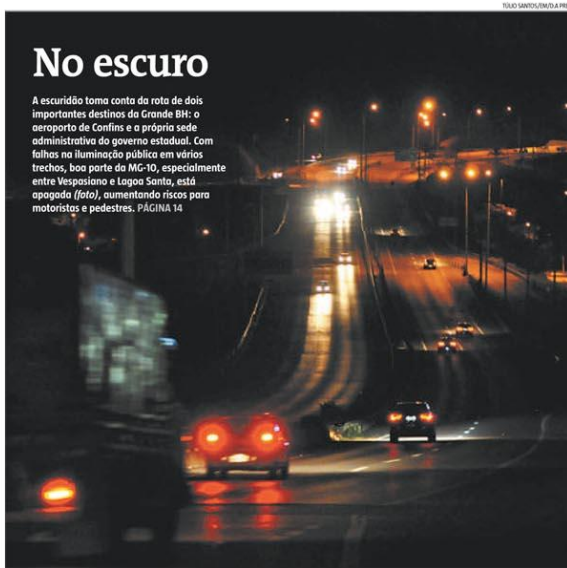 TÚLIO SANTOS/EM/D.A PRE
No escuro
A escuridão toma conta da rota de dois
importantes destinos da Grande BH: o
aeroporto de Confins e a própria sede
administrativa do governo estadual. Com
falhas na iluminação pública em vários
trechos, boa parte da MG-10, especialmente
entre Vespasiano e Lagoa Santa, está
apagada (foto), aumentando riscos para
motoristas e pedestres. PÁGINA 14